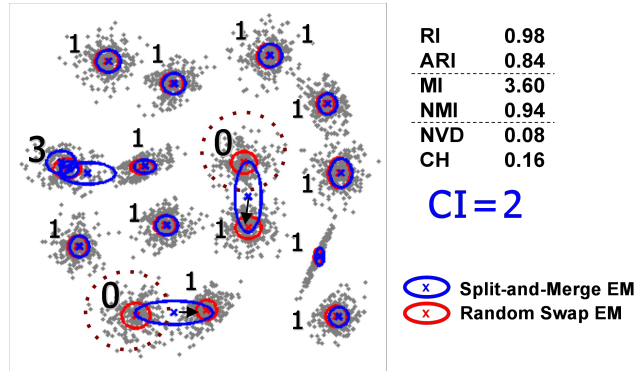 1
1
1
1
RI 0.98
ARI 0.84
MI 3.60
NMI 0.94
NVD 0.08
CH 0.16
1
3
1
0
1
CI=2
1
1
1
1
0
1
1
Split-and-Merge EM
Random Swap EM